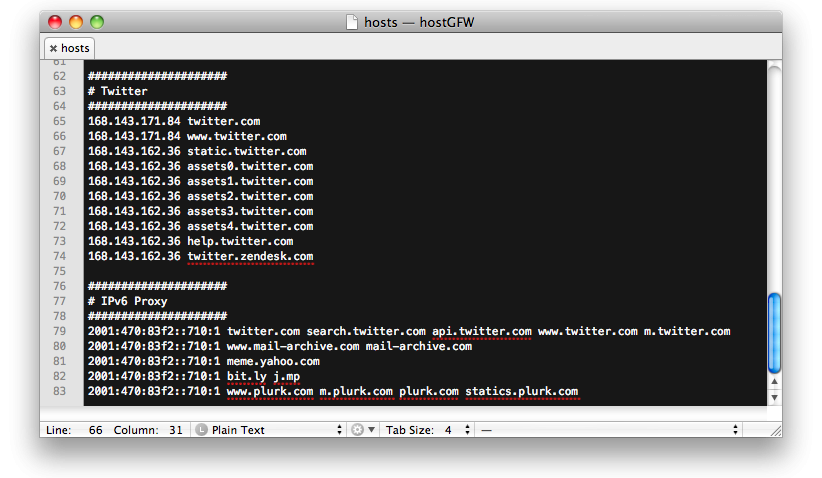 hosts — hostGFW
hosts
61
62 #####################
63 # Twitter
64 #####################
65 168.143.171.84 twitter.com
66 168.143.171.84 www.twitter.com
67 168.143.162.36 static.twitter.com
68 168.143.162.36 assets0.twitter.com
69 168.143.162.36 assets1.twitter.com
70 168.143.162.36 assets2.twitter.com
71 168.143.162.36 assets3.twitter.com
72 168.143.162.36 assets4.twitter.com
73 168.143.162.36 help.twitter.com
74 168.143.162.36 twitter.zendesk.com
75
76 #####################
77 # IPv6 Proxy
78 #####################
79 2001:470:83f2::710:1 twitter.com search.twitter.com api.twitter.com www.twitter.com m.twitter.com
80 2001:470:83f2::710:1 www.mail-archive.com mail-archive.com
81 2001:470:83f2::710:1 meme.yahoo.com
82 2001:470:83f2::710:1 bit.ly j.mp
83 2001:470:83f2::710:1 www.plurk.com m.plurk.com plurk.com statics.plurk.com
Line: 66 Column: 31 L Plain Text Tab Size: 4 —